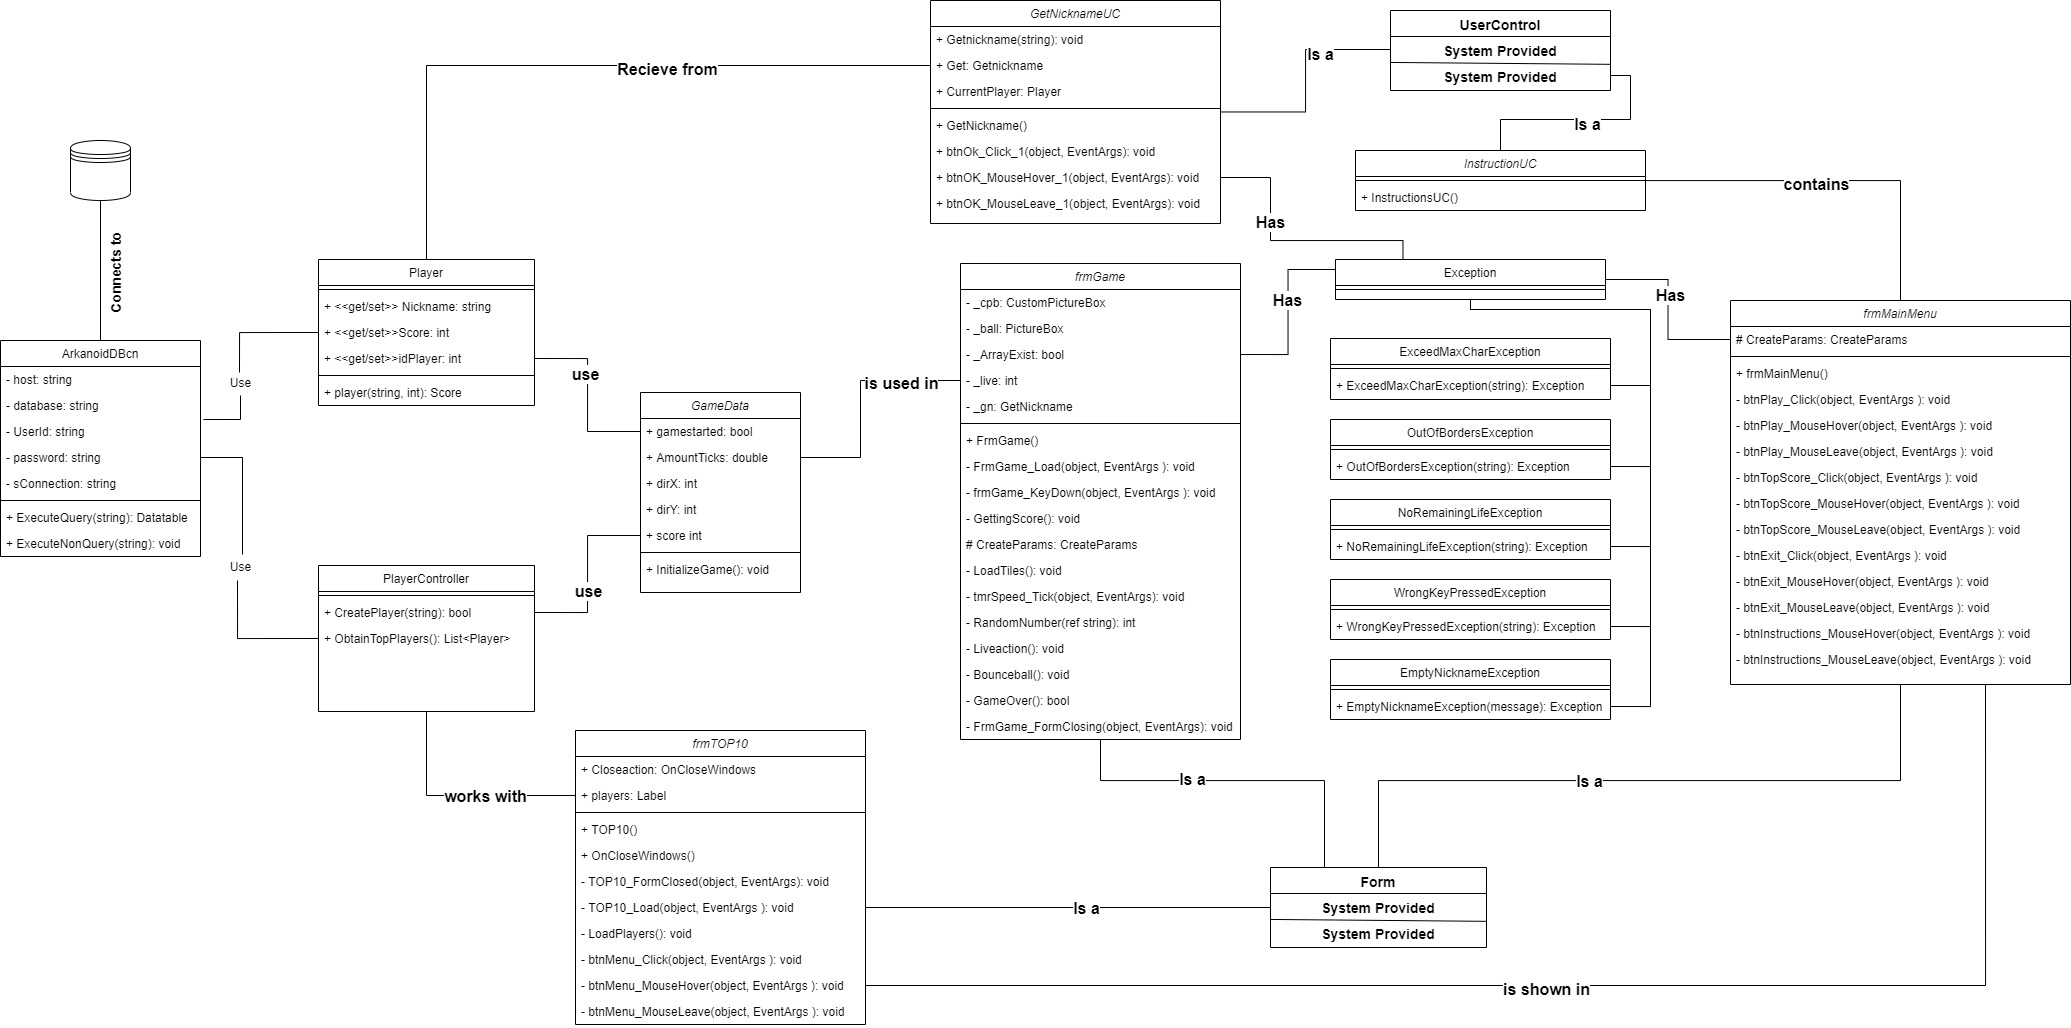 GetNicknameUC
+ Getnickname(string): void
+ Get: Getnickname
+ CurrentPlayer: Player
+ GetNickname()
+ btnOk_Click_1(object, EventArgs): void
+ btnOK_MouseHover_1(object, EventArgs): void
+ btnOK_MouseLeave_1(object, EventArgs): void
UserControl
System Provided
System Provided
Is a
Recieve from
Is a
InstructionUC
+ InstructionsUC()
contains
Has
Connects to
Player
+ <<get/set>> Nickname: string
+ <<get/set>>Score: int
+ <<get/set>>idPlayer: int
+ player(string, int): Score
ArkanoidDBcn
- host: string
- database: string
- UserId: string
- password: string
- sConnection: string
+ ExecuteQuery(string): Datatable
+ ExecuteNonQuery(string): void
Use
Use
use
use
GameData
+ gamestarted: bool
+ AmountTicks: double
+ dirX: int
+ dirY: int
+ score int
+ InitializeGame(): void
is used in
PlayerController
+ CreatePlayer(string): bool
+ ObtainTopPlayers(): List<Player>
works with
frmGame
- _cpb: CustomPictureBox
- _ball: PictureBox
- _ArrayExist: bool
- _live: int
- _gn: GetNickname
+ FrmGame()
- FrmGame_Load(object, EventArgs ): void
- frmGame_KeyDown(object, EventArgs ): void
- GettingScore(): void
# CreateParams: CreateParams
- LoadTiles(): void
- tmrSpeed_Tick(object, EventArgs): void
- RandomNumber(ref string): int
- Liveaction(): void
- Bounceball(): void
- GameOver(): bool
- FrmGame_FormClosing(object, EventArgs): void
Has
Exception
Has
ExceedMaxCharException
+ ExceedMaxCharException(string): Exception
OutOfBordersException
+ OutOfBordersException(string): Exception
NoRemainingLifeException
+ NoRemainingLifeException(string): Exception
WrongKeyPressedException
+ WrongKeyPressedException(string): Exception
EmptyNicknameException
+ EmptyNicknameException(message): Exception
frmMainMenu
# CreateParams: CreateParams
+ frmMainMenu()
- btnPlay_Click(object, EventArgs ): void
- btnPlay_MouseHover(object, EventArgs ): void
- btnPlay_MouseLeave(object, EventArgs ): void
- btnTopScore_Click(object, EventArgs ): void
- btnTopScore_MouseHover(object, EventArgs ): void
- btnTopScore_MouseLeave(object, EventArgs ): void
- btnExit_Click(object, EventArgs ): void
- btnExit_MouseHover(object, EventArgs ): void
- btnExit_MouseLeave(object, EventArgs ): void
- btnInstructions_MouseHover(object, EventArgs ): void
- btnInstructions_MouseLeave(object, EventArgs ): void
frmTOP10
+ Closeaction: OnCloseWindows
+ players: Label
+ TOP10()
+ OnCloseWindows()
- TOP10_FormClosed(object, EventArgs): void
- TOP10_Load(object, EventArgs ): void
- LoadPlayers(): void
- btnMenu_Click(object, EventArgs ): void
- btnMenu_MouseHover(object, EventArgs ): void
- btnMenu_MouseLeave(object, EventArgs ): void
Is a
Is a
Is a
Form
System Provided
System Provided
is shown in